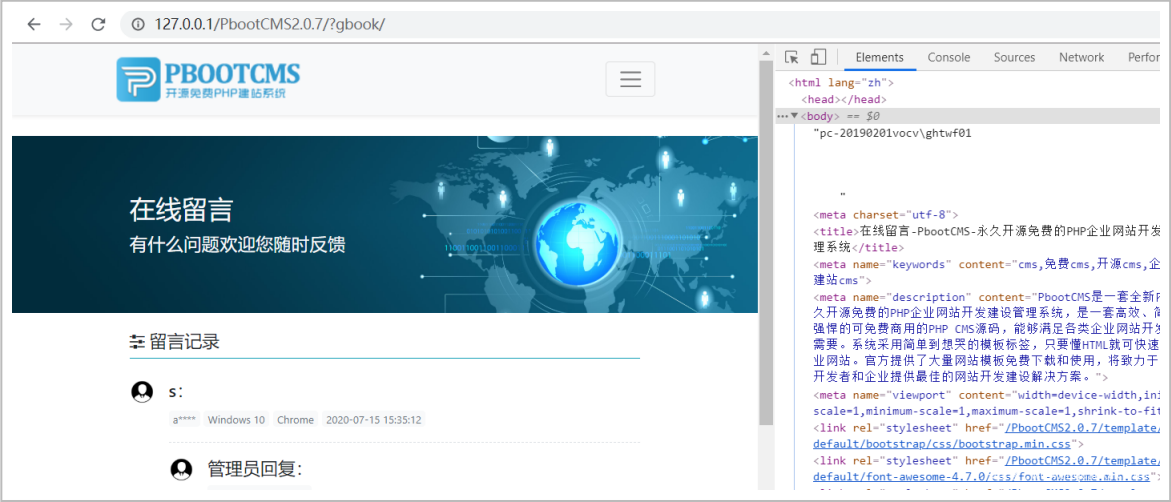 127.0.0.1/PbootCMS2.0.7/?gbook/
PBOOTCMS
开源免费PHP建站系统
在线留言
有什么问题欢迎您随时反馈
留言记录
s：
a**** Windows 10 Chrome 2020-07-15 15:35:12
管理员回复：
Elements Console Sources Network Perfor
<html lang="zh">
<head></head>
<body> == $0
"pc-20190201vocv\ghtwf01
"
<meta charset="utf-8">
<title>在线留言-PbootCMS-永久开源免费的PHP企业网站开发
理系统</title>
<meta name="keywords" content="cms,免费cms,开源cms,企
建站cms">
<meta name="description" content="PbootCMS是一套全新P
久开源免费的PHP企业网站开发建设管理系统，是一套高效、简
强悍的可免费商用的PHP CMS源码，能够满足各类企业网站开发
需要。系统采用简单到想哭的模板标签，只要懂HTML就可快速
业网站。官方提供了大量网站模板免费下载和使用，将致力于
开发者和企业提供最佳的网站开发建设解决方案。">
<meta name="viewport" content="width=device-width,ini
scale=1,minimum-scale=1,maximum-scale=1,shrink-to-fit
<link rel="stylesheet" href="/PbootCMS2.0.7/template/
default/bootstrap/css/bootstrap.min.css">
<link rel="stylesheet" href="/PbootCMS2.0.7/template/
default/font-awesome-4.7.0/css/font-awesome.min.css">